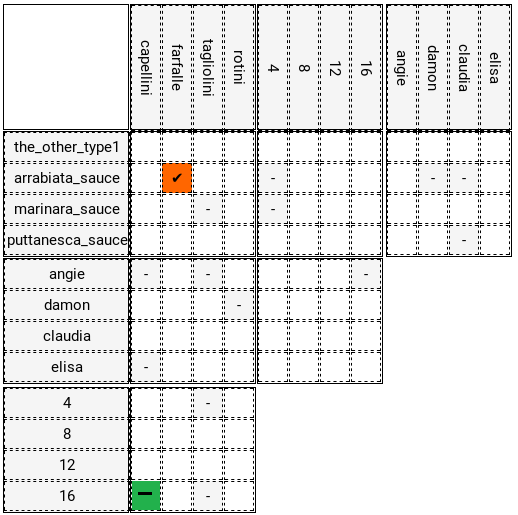 capellini farfalle tagliolini rotini 4 8 12 16 angie damon claudia elisa
the_other_type1
arrabiata_sauce ✔ - - -
marinara_sauce - -
puttanesca_sauce -
angie - - -
damon -
claudia
elisa -
4 -
8
12
16 – -